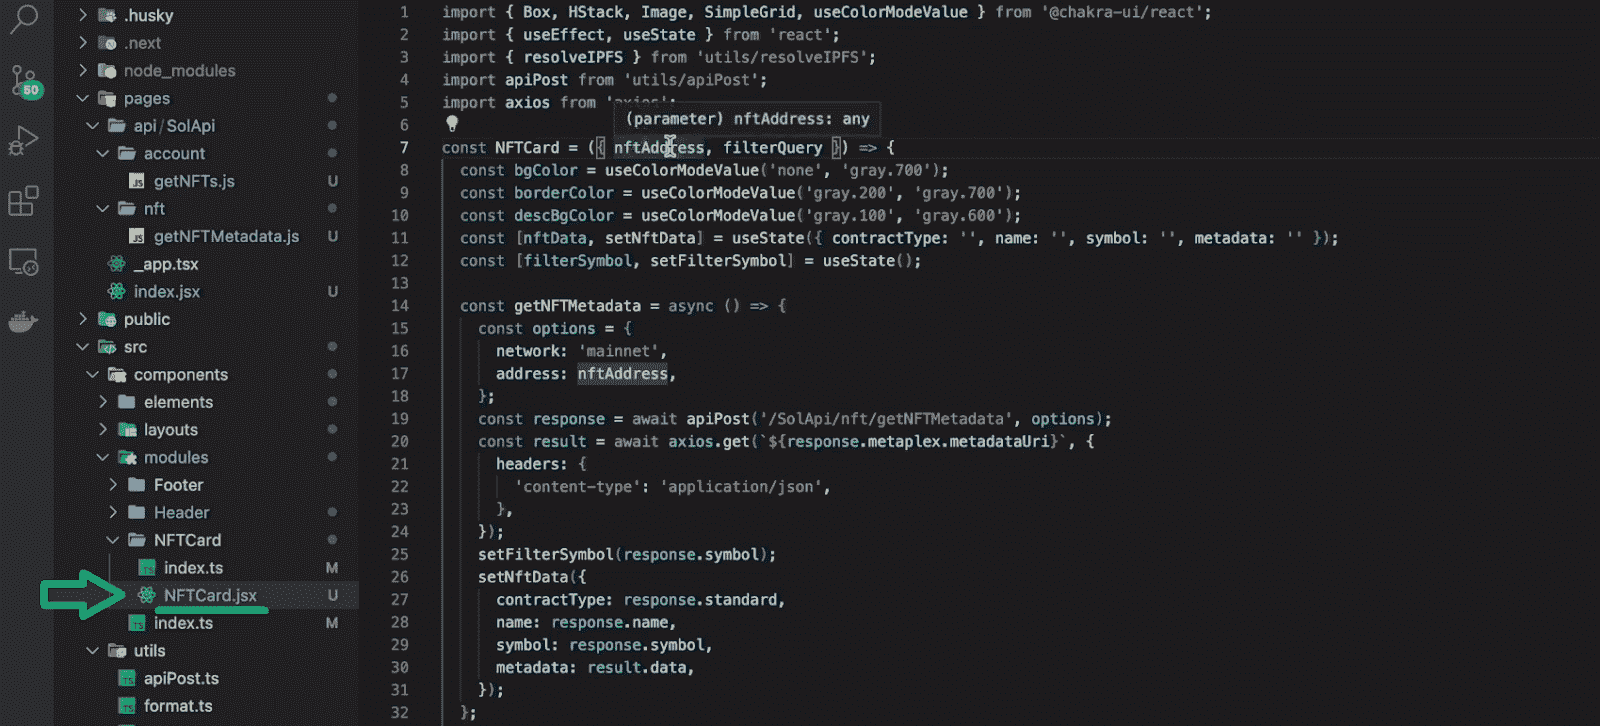 .husky
.next
node_modules
pages
api/SolApi
account
getNFTs.js U
nft
getNFTMetadata.js U
_app.tsx
index.jsx U
public
src
components
elements
layouts
modules
Footer
Header
NFTCard
index.ts M
NFTCard.jsx U
index.ts M
utils
apiPost.ts
format.ts
50
JS
JS
TS
TS
TS
TS
1 import { Box, HStack, Image, SimpleGrid, useColorModeValue } from '@chakra-ui/react';
2 import { useEffect, useState } from 'react';
3 import { resolveIPFS } from 'utils/resolveIPFS';
4 import apiPost from 'utils/apiPost';
5 import axios from 'axios';
(parameter) nftAddress: any
6
7 const NFTCard = ({ nftAddress, filterQuery }) => {
8 const bgColor = useColorModeValue('none', 'gray.700');
9 const borderColor = useColorModeValue('gray.200', 'gray.700');
10 const descBgColor = useColorModeValue('gray.100', 'gray.600');
11 const [nftData, setNftData] = useState({ contractType: '', name: '', symbol: '', metadata: '' });
12 const [filterSymbol, setFilterSymbol] = useState();
13
14 const getNFTMetadata = async () => {
15 const options = {
16 network: 'mainnet',
17 address: nftAddress,
18 };
19 const response = await apiPost('/SolApi/nft/getNFTMetadata', options);
20 const result = await axios.get(`${response.metaplex.metadataUri}`, {
21 headers: {
22 'content-type': 'application/json',
23 },
24 });
25 setFilterSymbol(response.symbol);
26 setNftData({
27 contractType: response.standard,
28 name: response.name,
29 symbol: response.symbol,
30 metadata: result.data,
31 });
32 };